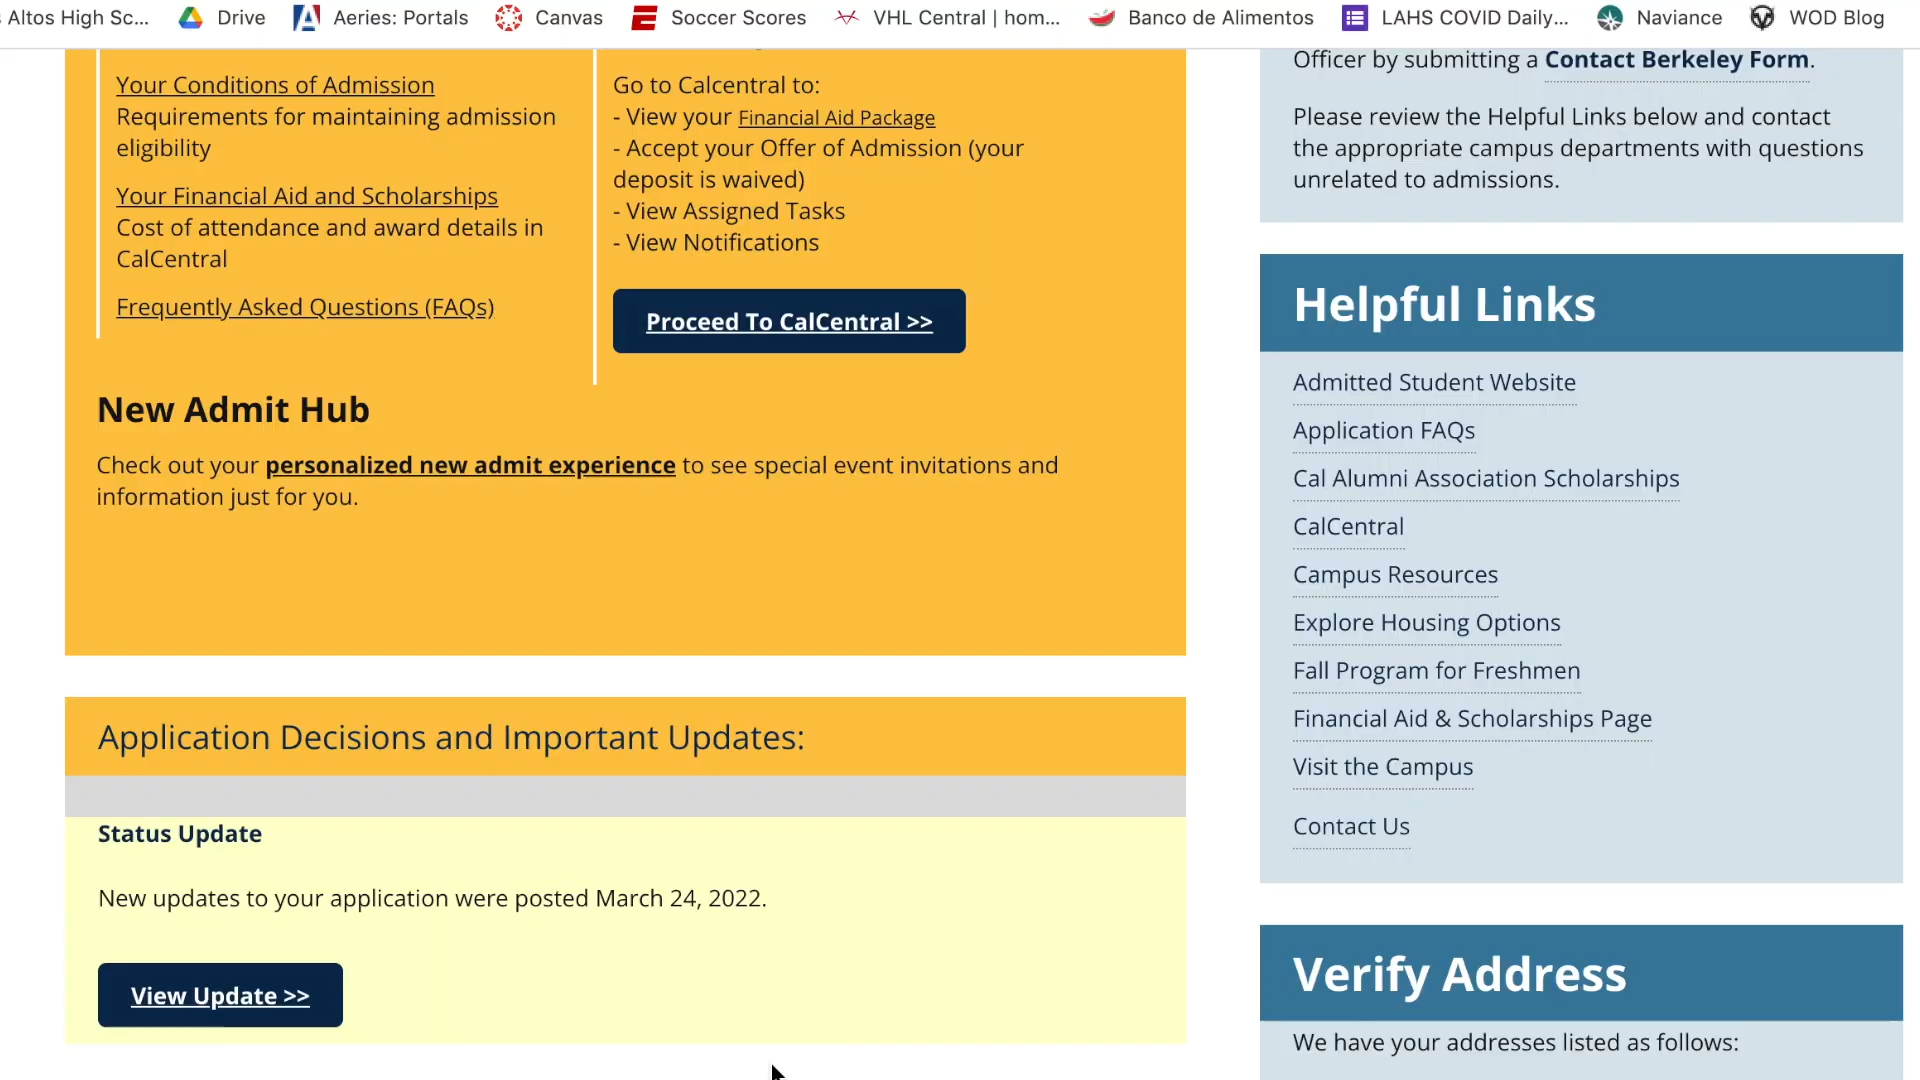 Altos High Sc...
Drive
Aeries: Portals
Canvas
Soccer Scores
VHL Central | hom...
Banco de Alimentos
LAHS COVID Daily...
Naviance
WOD Blog
Your Conditions of Admission
Requirements for maintaining admission
eligibility
Your Financial Aid and Scholarships
Cost of attendance and award details in
CalCentral
Frequently Asked Questions (FAQs)
Go to Calcentral to:
- View your Financial Aid Package
- Accept your Offer of Admission (your
deposit is waived)
- View Assigned Tasks
- View Notifications
Proceed To CalCentral >>
New Admit Hub
Check out your personalized new admit experience to see special event invitations and
information just for you.
Application Decisions and Important Updates:
Status Update
New updates to your application were posted March 24, 2022.
View Update >>
Officer by submitting a Contact Berkeley Form.
Please review the Helpful Links below and contact
the appropriate campus departments with questions
unrelated to admissions.
Helpful Links
Admitted Student Website
Application FAQs
Cal Alumni Association Scholarships
CalCentral
Campus Resources
Explore Housing Options
Fall Program for Freshmen
Financial Aid & Scholarships Page
Visit the Campus
Contact Us
Verify Address
We have your addresses listed as follows: